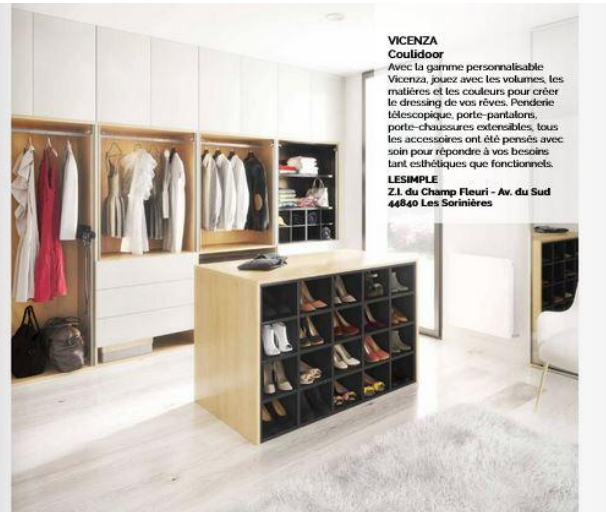 VICENZA
Coulidoor
Avec la gamme personnalisable
Vicenza, jouez avec les volumes, les
matières et les couleurs pour créer
le dressing de vos rêves. Penderie
télescopique, porte-pantalons,
porte-chaussures extensibles, tous
les accessoires ont été pensés avec
soin pour répondre à vos besoins
tant esthétiques que fonctionnels.
LESIMPLE
Z.I. du Champ Fleuri - Av. du Sud
44840 Les Sorinières